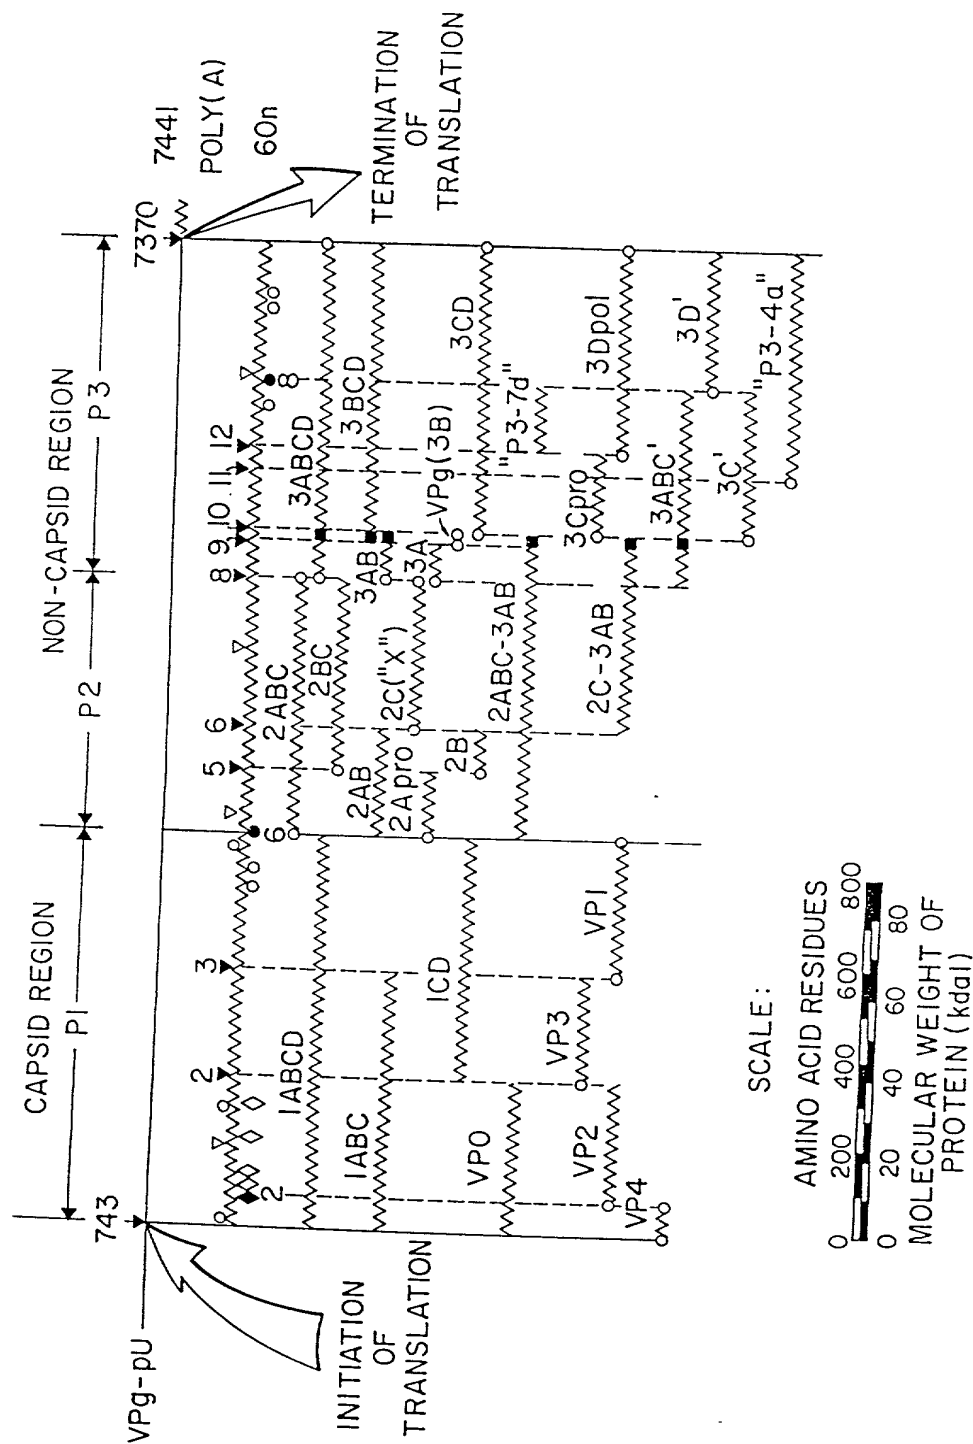 CAPSID REGION
NON-CAPSID REGION
P1
P2
P3
VPg-pU
743
7370
7441
POLY(A)
60n
INITIATION
OF
TRANSLATION
TERMINATION
OF
TRANSLATION
2
3
5
6
8
9
10
11
12
2
6
8
1ABCD
2ABC
3ABCD
2BC
1ABC
2AB
3AB
3BCD
2Apro
2C("X")
3A
VPg(3B)
1CD
2B
3CD
VP0
2ABC-3AB
"P3-7d"
VP3
VP2
VP1
2C-3AB
3Cpro
3Dpol
VP4
3ABC'
3D'
3C'
"P3-4a"
SCALE:
AMINO ACID RESIDUES
0 200 400 600 800
0 20 40 60 80
MOLECULAR WEIGHT OF
PROTEIN (kdal)